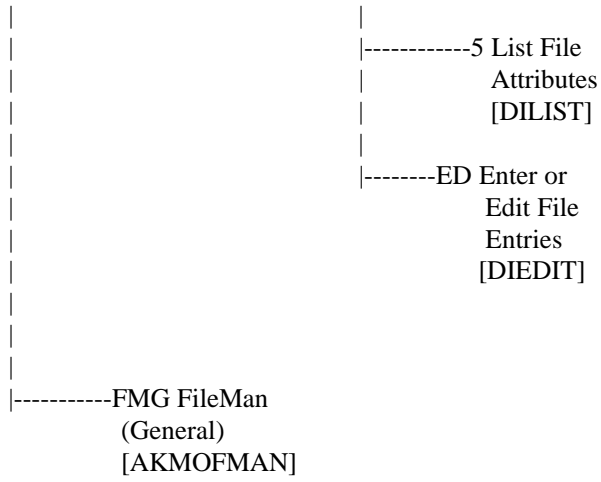 |                                               |
|                                               |------------5 List File
|                                               |                 Attributes
|                                               |                 [DILIST]
|                                               |
|                                               |--------ED Enter or
|                                                                Edit File
|                                                                Entries
|                                                               [DIEDIT]
|
|
|
|-----------FMG FileMan
               (General)
               [AKMOFMAN]